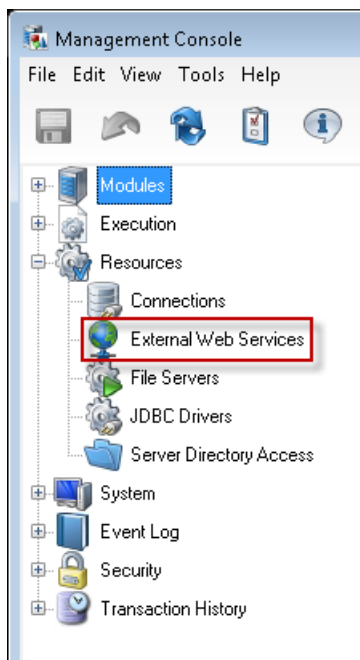 Management Console
File Edit View Tools Help
Modules
Execution
Resources
Connections
External Web Services
File Servers
JDBC Drivers
Server Directory Access
System
Event Log
Security
Transaction History